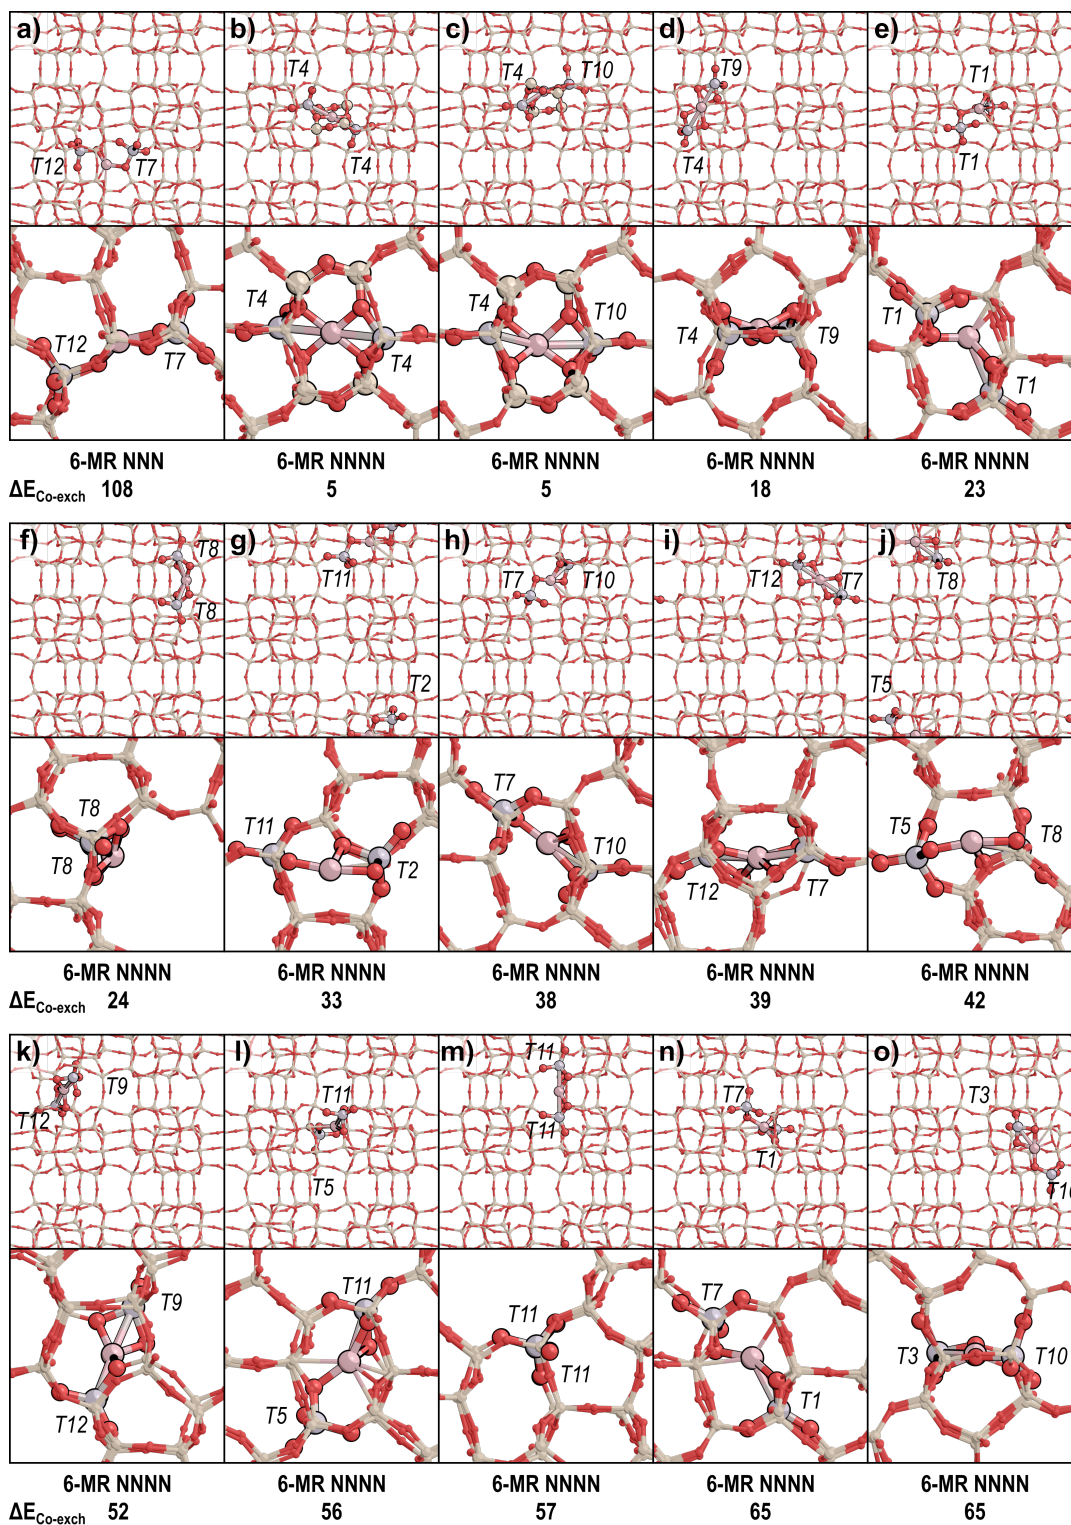 a) b) c) d) e)
T12 T7
T4 T4
T4 T10
T9 T4
T1 T1
T12 T7
T4 T4
T4 T10
T4 T9
T1 T1
6-MR NNN 6-MR NNNN 6-MR NNNN 6-MR NNNN 6-MR NNNN
ΔE Co-exch 108 5 5 18 23
f) g) h) i) j)
T8 T8
T11 T2
T7 T10
T12 T7
T8 T5
T8 T8
T11 T2
T7 T10
T12 T7
T5 T8
6-MR NNNN 6-MR NNNN 6-MR NNNN 6-MR NNNN 6-MR NNNN
ΔE Co-exch 24 33 38 39 42
k) l) m) n) o)
T9 T12
T11 T5
T11 T11
T7 T1
T3
T9 T12
T11 T5
T11 T11
T7 T1
T3 T10
6-MR NNNN 6-MR NNNN 6-MR NNNN 6-MR NNNN 6-MR NNNN
ΔE Co-exch 52 56 57 65 65